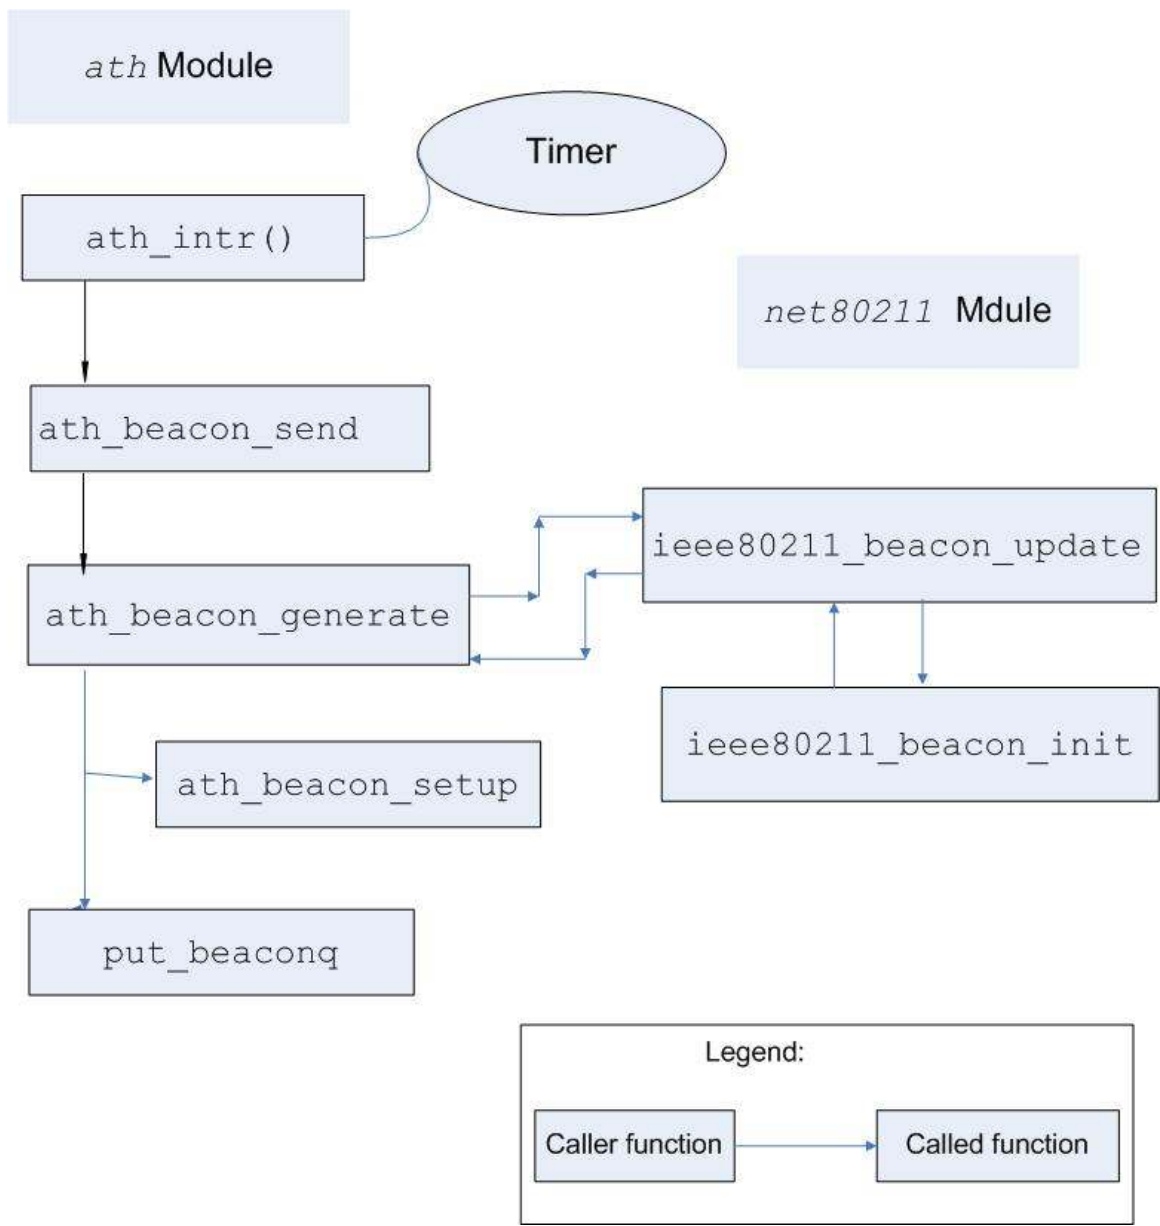 ath Module
Timer
ath_intr()
net80211 Mdule
ath_beacon_send
ieee80211_beacon_update
ath_beacon_generate
ieee80211_beacon_init
ath_beacon_setup
put_beaconq
Legend:
Caller function
Called function